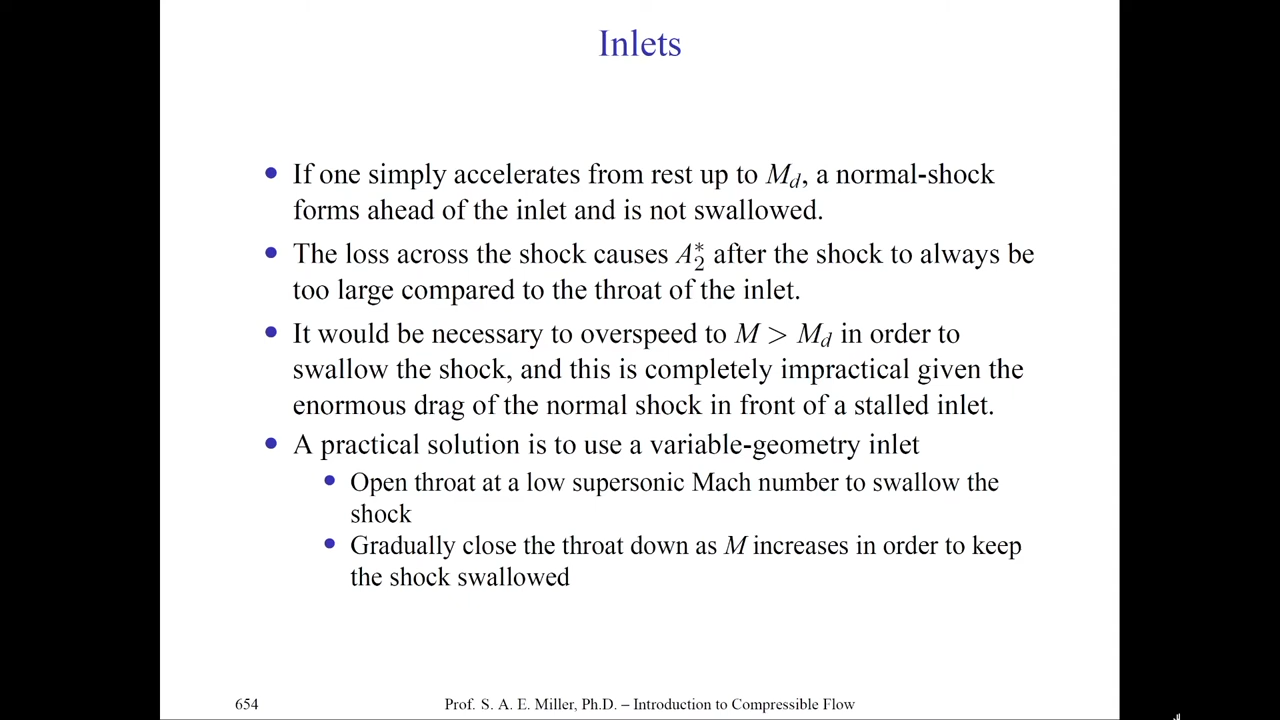 Inlets
• If one simply accelerates from rest up to M_d, a normal-shock
forms ahead of the inlet and is not swallowed.
• The loss across the shock causes A_2^* after the shock to always be
too large compared to the throat of the inlet.
• It would be necessary to overspeed to M > M_d in order to
swallow the shock, and this is completely impractical given the
enormous drag of the normal shock in front of a stalled inlet.
• A practical solution is to use a variable-geometry inlet
• Open throat at a low supersonic Mach number to swallow the
shock
• Gradually close the throat down as M increases in order to keep
the shock swallowed
654 Prof. S. A. E. Miller, Ph.D. – Introduction to Compressible Flow